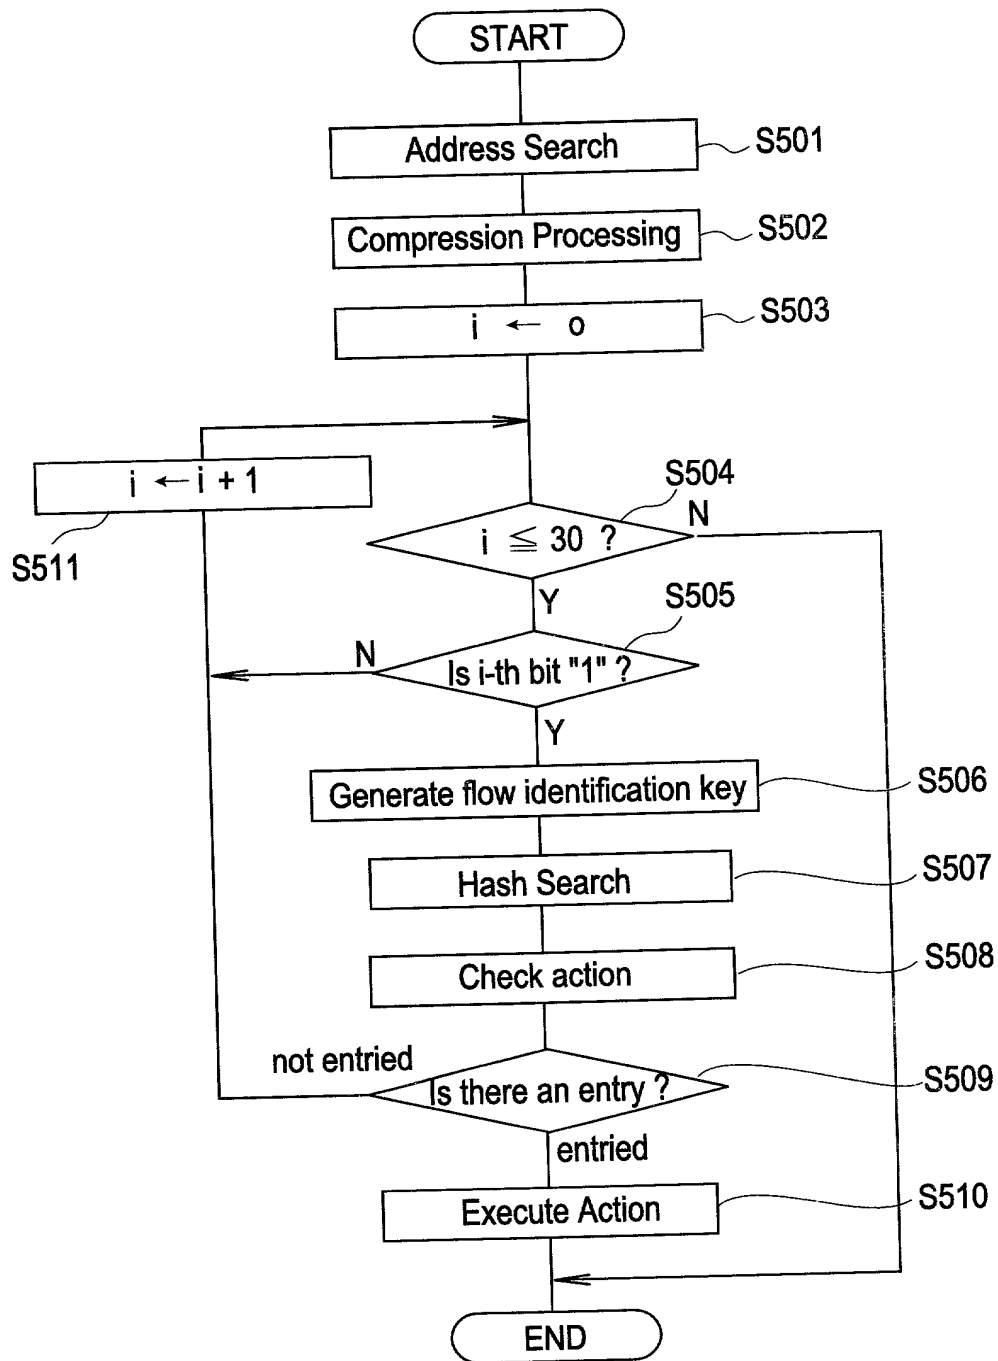 START
Address Search
S501
Compression Processing
S502
i ← o
S503
i ← i + 1
S511
S504
i ≦ 30 ?
N
Y
S505
N
Is i-th bit "1" ?
Y
Generate flow identification key
S506
Hash Search
S507
Check action
S508
not entried
Is there an entry ?
S509
entried
Execute Action
S510
END